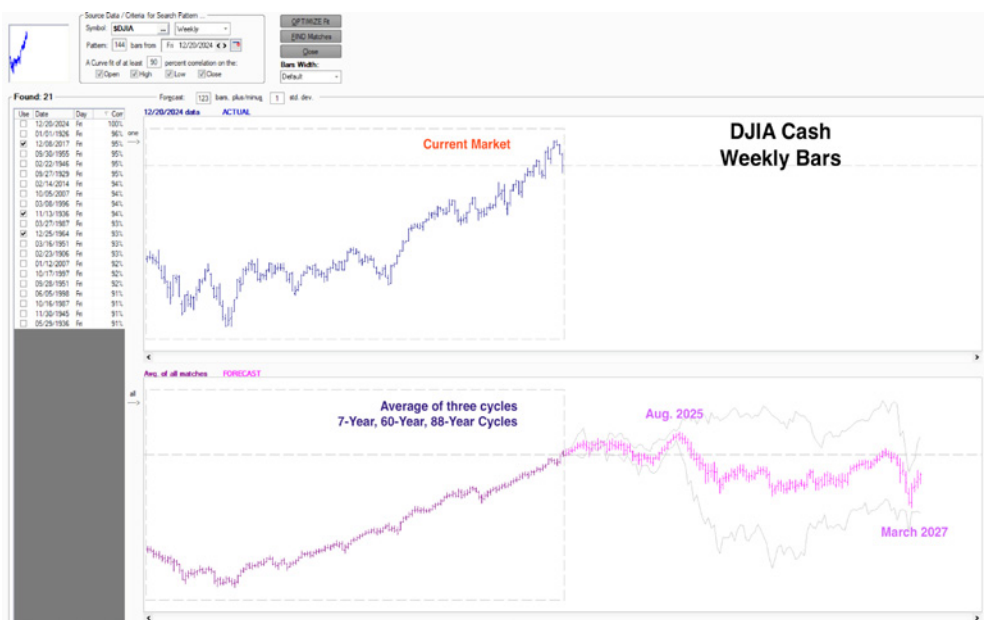 Source Data / Criteria for Search Pattern ...
Symbol: $DJIA ... Weekly
Pattern: 144 bars from Fri 12/20/2024
A Curve fit of at least 90 percent correlation on the:
Open High Low Close
OPTIMIZE Fit
FIND Matches
Close
Bars Width:
Default
Found: 21
Forecast: 123 bars, plus/minus 1 std. dev.
Use Date Day Corr
12/20/2024 Fri 100%
01/01/1926 Fri 96%
12/08/2017 Fri 95%
09/30/1955 Fri 95%
02/22/1946 Fri 95%
09/27/1929 Fri 95%
02/14/2014 Fri 94%
10/05/2007 Fri 94%
03/08/1996 Fri 94%
11/13/1936 Fri 94%
03/27/1987 Fri 93%
12/25/1964 Fri 93%
03/16/1951 Fri 93%
02/23/1906 Fri 93%
01/12/2007 Fri 92%
10/17/1997 Fri 92%
09/28/1951 Fri 92%
06/05/1998 Fri 91%
10/16/1987 Fri 91%
11/30/1945 Fri 91%
05/29/1936 Fri 91%
one
12/20/2024 data ACTUAL
Current Market
DJIA Cash
Weekly Bars
all
Avg. of all matches FORECAST
Average of three cycles
7-Year, 60-Year, 88-Year Cycles
Aug. 2025
March 2027